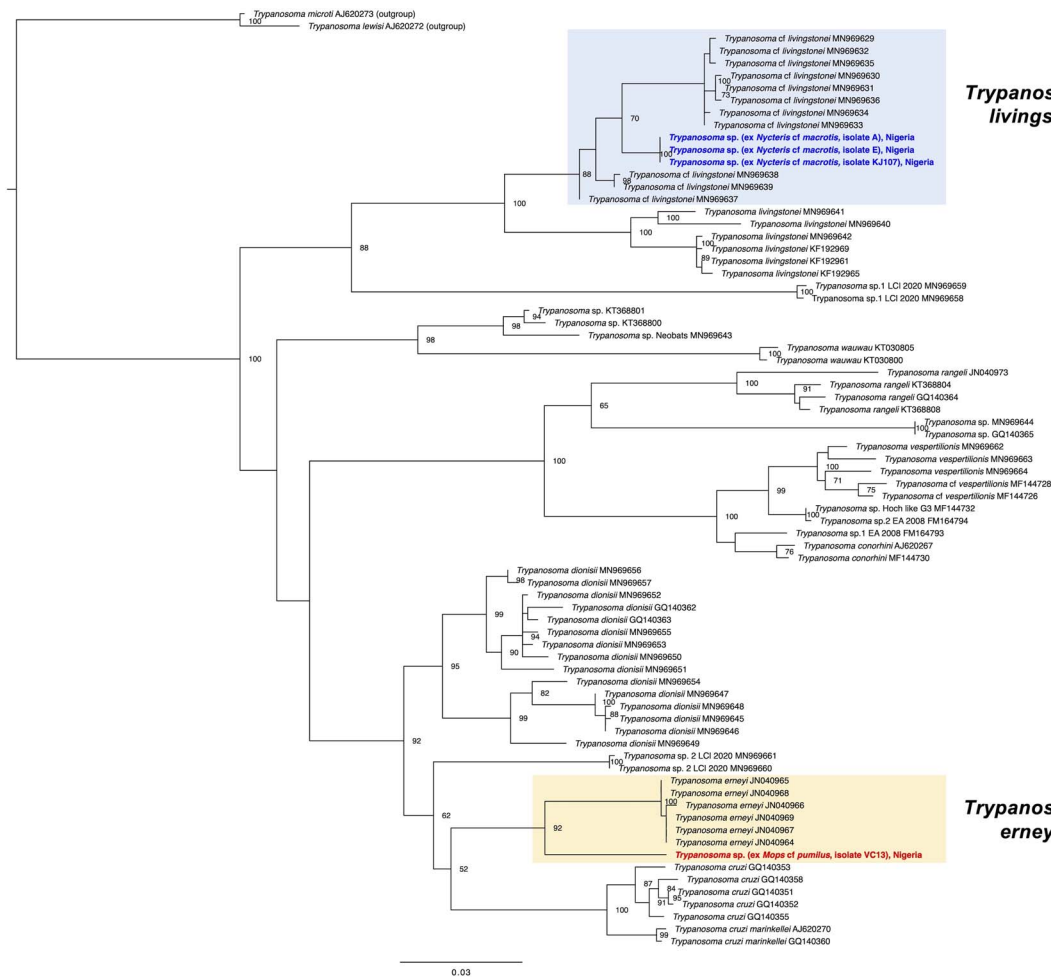 Trypanosoma microti AJ620273 (outgroup)
100
Trypanosoma lewisi AJ620272 (outgroup)
Trypanosoma cf livingstonei MN969629
Trypanosoma cf livingstonei MN969632
Trypanosoma cf livingstonei MN969635
Trypanosoma cf livingstonei MN969630
100
Trypanosoma cf livingstonei MN969631
73
Trypanosoma cf livingstonei MN969636
Trypanosoma cf livingstonei MN969634
70
Trypanosoma cf livingstonei MN969633
Trypanosoma sp. (ex Nycteris cf macrotis, isolate A), Nigeria
Trypanosoma sp. (ex Nycteris cf macrotis, isolate E), Nigeria
100
Trypanosoma sp. (ex Nycteris cf macrotis, isolate KJ107), Nigeria
88
Trypanosoma cf livingstonei MN969638
98
Trypanosoma cf livingstonei MN969639
Trypanosoma cf livingstonei MN969637
Trypanos
livings
100
Trypanosoma livingstonei MN969641
100
Trypanosoma livingstonei MN969640
100
Trypanosoma livingstonei MN969642
100
Trypanosoma livingstonei KF192969
88
89
Trypanosoma livingstonei KF192961
Trypanosoma livingstonei KF192965
Trypanosoma sp.1 LCI 2020 MN969659
100
Trypanosoma sp.1 LCI 2020 MN969658
Trypanosoma sp. KT368801
94
Trypanosoma sp. KT368800
98
Trypanosoma sp. Neobats MN969643
98
Trypanosoma wauwau KT030805
100
Trypanosoma wauwau KT030800
100
Trypanosoma rangeli JN040973
100
Trypanosoma rangeli KT368804
91
Trypanosoma rangeli GQ140364
65
Trypanosoma rangeli KT368808
Trypanosoma sp. MN969644
100
Trypanosoma sp. GQ140365
Trypanosoma vespertilionis MN969662
100
Trypanosoma vespertilionis MN969663
100
Trypanosoma vespertilionis MN969664
71
Trypanosoma cf vespertilionis MF144728
99
75
Trypanosoma cf vespertilionis MF144726
Trypanosoma sp. Hoch like G3 MF144732
100
Trypanosoma sp.2 EA 2008 FM164794
100
Trypanosoma sp.1 EA 2008 FM164793
Trypanosoma conorhini AJ620267
76
Trypanosoma conorhini MF144730
Trypanosoma dionisii MN969656
98
Trypanosoma dionisii MN969657
Trypanosoma dionisii MN969652
99
Trypanosoma dionisii GQ140362
Trypanosoma dionisii GQ140363
Trypanosoma dionisii MN969655
94
Trypanosoma dionisii MN969653
90
Trypanosoma dionisii MN969650
95
Trypanosoma dionisii MN969651
Trypanosoma dionisii MN969654
82
Trypanosoma dionisii MN969647
100
Trypanosoma dionisii MN969648
99
88
Trypanosoma dionisii MN969645
Trypanosoma dionisii MN969646
92
Trypanosoma dionisii MN969649
Trypanosoma sp. 2 LCI 2020 MN969661
100
Trypanosoma sp. 2 LCI 2020 MN969660
Trypanosoma erneyi JN040965
Trypanosoma erneyi JN040968
100
Trypanosoma erneyi JN040966
62
Trypanosoma erneyi JN040969
92
Trypanosoma erneyi JN040967
Trypanosoma erneyi JN040964
Trypanosoma sp. (ex Mops cf pumilus, isolate VC13), Nigeria
Trypanos
erney
52
Trypanosoma cruzi GQ140353
Trypanosoma cruzi GQ140358
87
84
Trypanosoma cruzi GQ140351
95
91
Trypanosoma cruzi GQ140352
100
Trypanosoma cruzi GQ140355
Trypanosoma cruzi marinkellei AJ620270
99
Trypanosoma cruzi marinkellei GQ140360
0.03